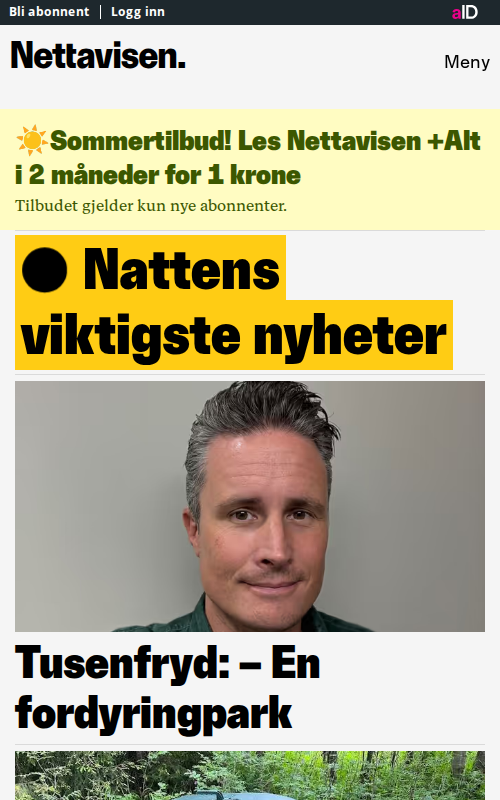 Bli abonnent
Logg inn
aID
Nettavisen.
Meny
☀️Sommertilbud! Les Nettavisen +Alt
i 2 måneder for 1 krone
Tilbudet gjelder kun nye abonnenter.
● Nattens
viktigste nyheter
Tusenfryd: – En
fordyringpark